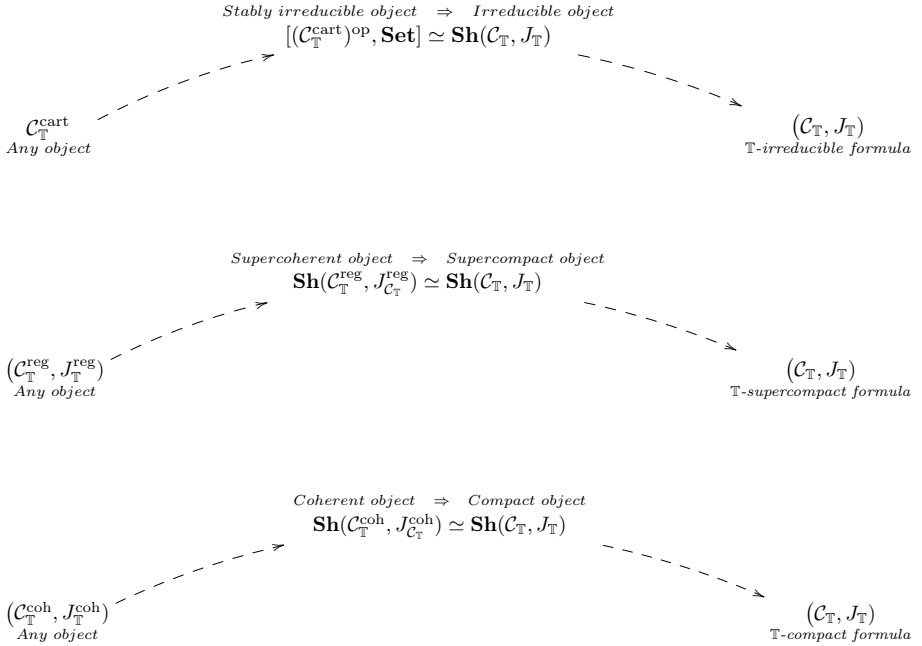 Stably irreducible object ⇒ Irreducible object
[(𝒞_𝕋^cart)^op, Set] ≃ Sh(𝒞_𝕋, J_𝕋)
𝒞_𝕋^cart
Any object
(𝒞_𝕋, J_𝕋)
𝕋-irreducible formula
Supercoherent object ⇒ Supercompact object
Sh(𝒞_𝕋^reg, J_{𝒞_𝕋}^reg) ≃ Sh(𝒞_𝕋, J_𝕋)
(𝒞_𝕋^reg, J_𝕋^reg)
Any object
(𝒞_𝕋, J_𝕋)
𝕋-supercompact formula
Coherent object ⇒ Compact object
Sh(𝒞_𝕋^coh, J_{𝒞_𝕋}^coh) ≃ Sh(𝒞_𝕋, J_𝕋)
(𝒞_𝕋^coh, J_𝕋^coh)
Any object
(𝒞_𝕋, J_𝕋)
𝕋-compact formula